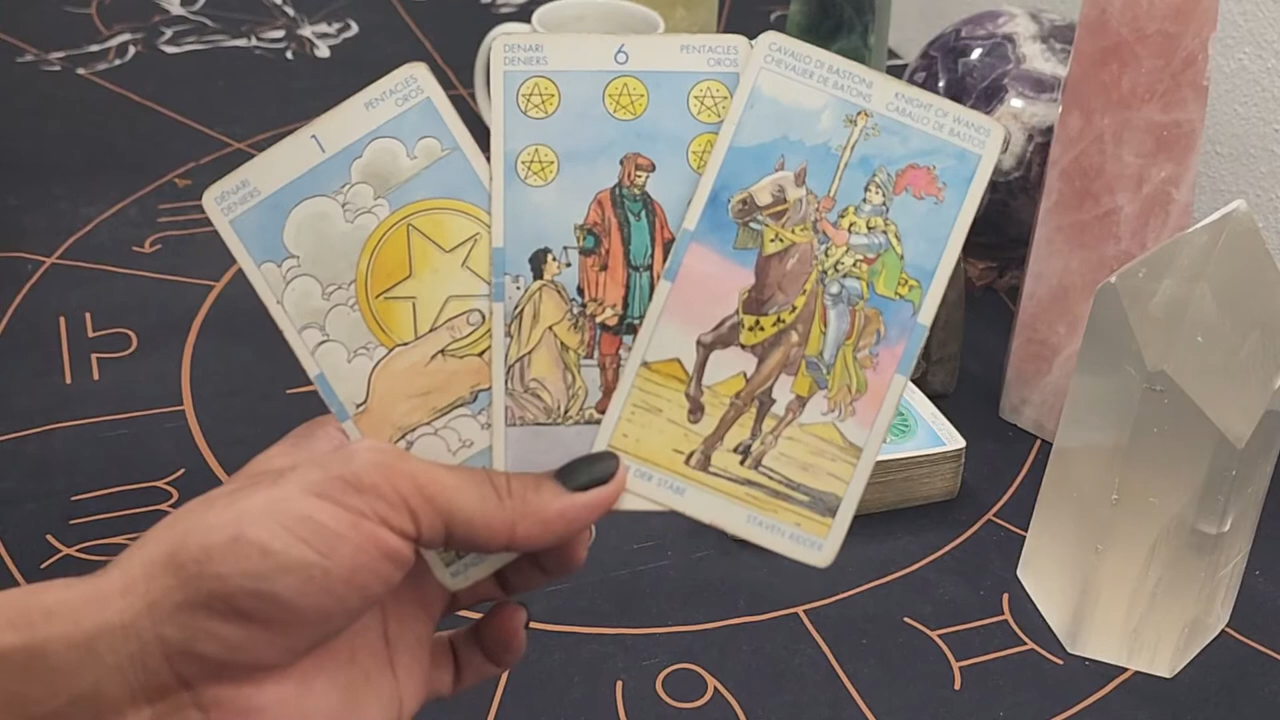 DENARI
DENIERS
1
PENTACLES
OROS
DENARI
DENIERS
6
PENTACLES
OROS
CAVALLO DI BASTONI
CHEVALIER DE BATONS
KNIGHT OF WANDS
CABALLO DE BASTOS
DER STÄBE
STAVEN RIDDER